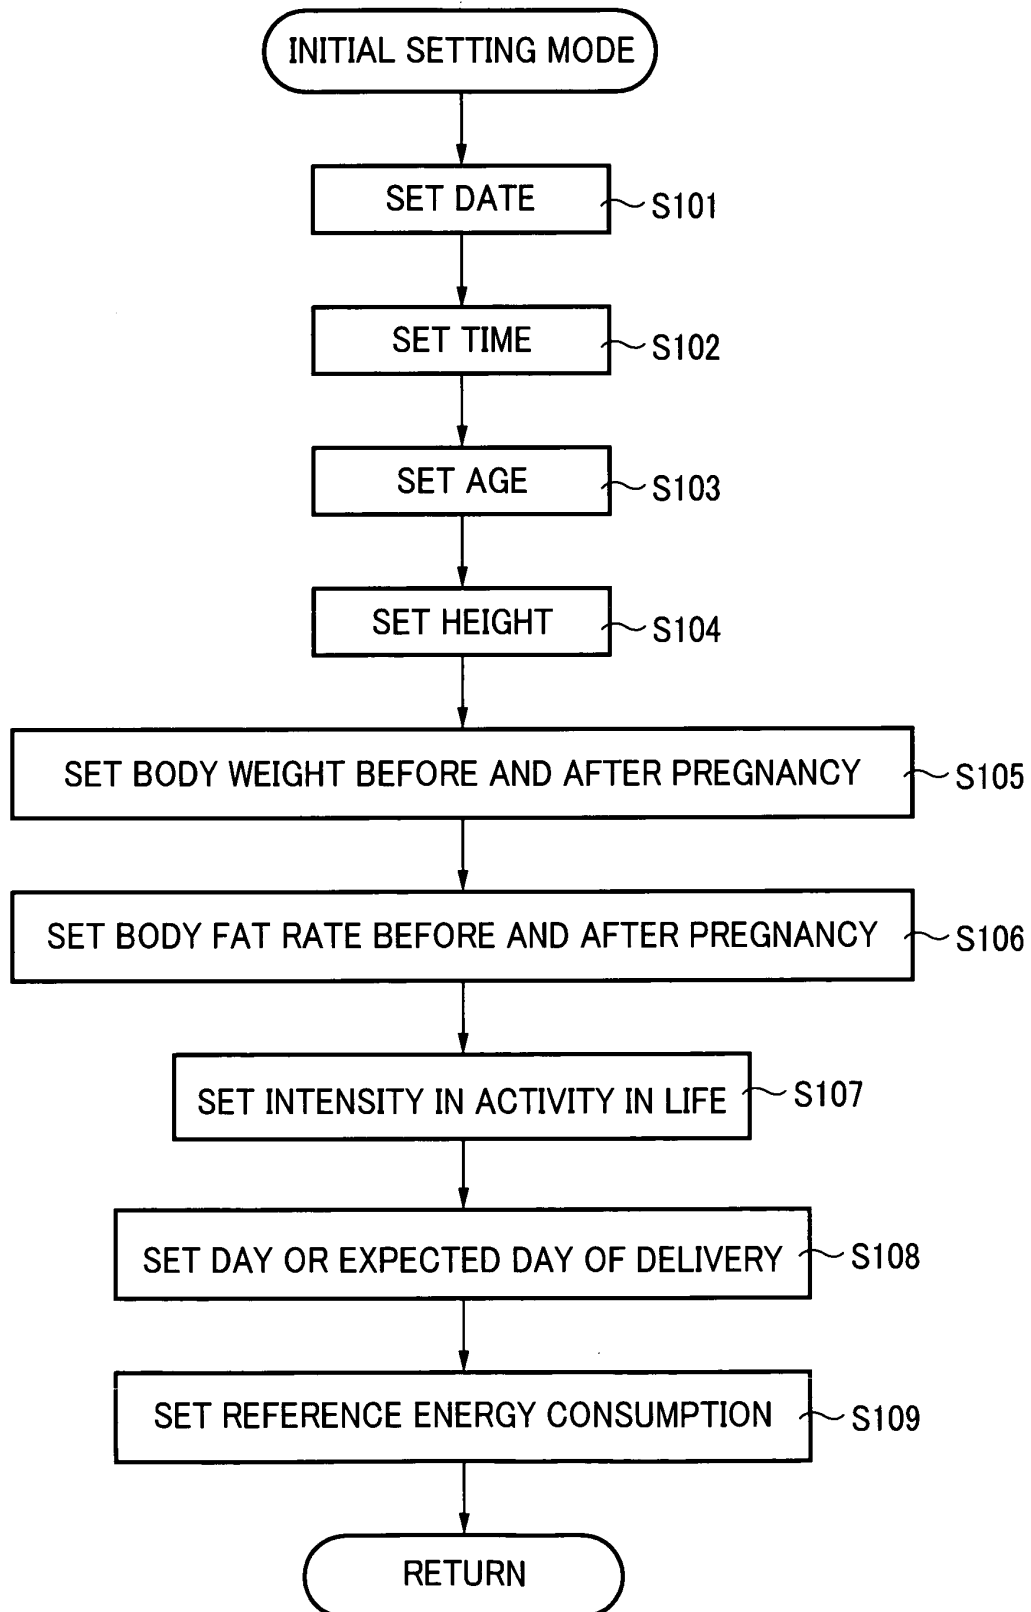 INITIAL SETTING MODE
SET DATE
S101
SET TIME
S102
SET AGE
S103
SET HEIGHT
S104
SET BODY WEIGHT BEFORE AND AFTER PREGNANCY
S105
SET BODY FAT RATE BEFORE AND AFTER PREGNANCY
S106
SET INTENSITY IN ACTIVITY IN LIFE
S107
SET DAY OR EXPECTED DAY OF DELIVERY
S108
SET REFERENCE ENERGY CONSUMPTION
S109
RETURN